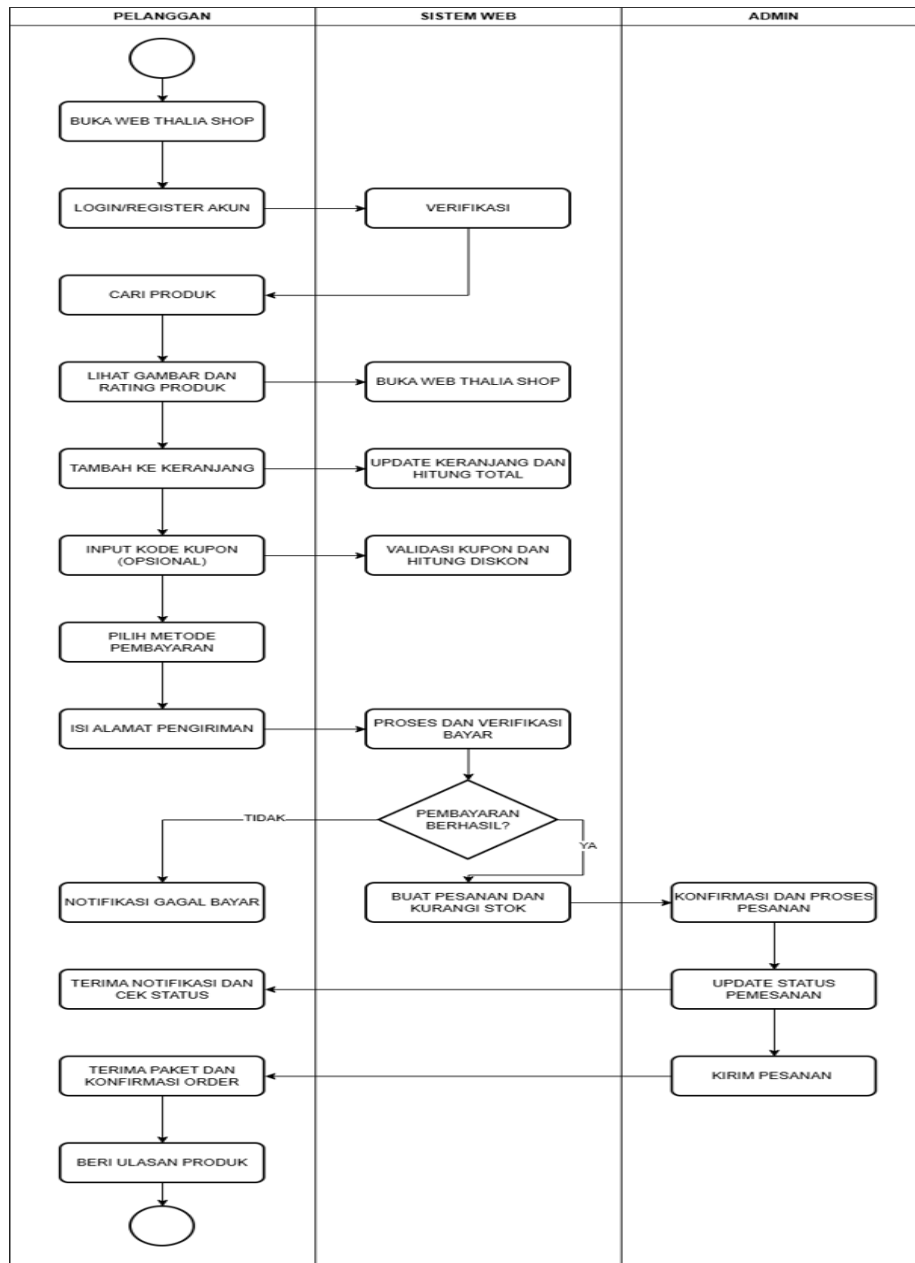 PELANGGAN
SISTEM WEB
ADMIN
BUKA WEB THALIA SHOP
LOGIN/REGISTER AKUN
VERIFIKASI
CARI PRODUK
LIHAT GAMBAR DAN
RATING PRODUK
BUKA WEB THALIA SHOP
TAMBAH KE KERANJANG
UPDATE KERANJANG DAN
HITUNG TOTAL
INPUT KODE KUPON
(OPSIONAL)
VALIDASI KUPON DAN
HITUNG DISKON
PILIH METODE
PEMBAYARAN
ISI ALAMAT PENGIRIMAN
PROSES DAN VERIFIKASI
BAYAR
PEMBAYARAN
BERHASIL?
TIDAK
YA
NOTIFIKASI GAGAL BAYAR
BUAT PESANAN DAN
KURANGI STOK
KONFIRMASI DAN PROSES
PESANAN
TERIMA NOTIFIKASI DAN
CEK STATUS
UPDATE STATUS
PEMESANAN
TERIMA PAKET DAN
KONFIRMASI ORDER
KIRIM PESANAN
BERI ULASAN PRODUK